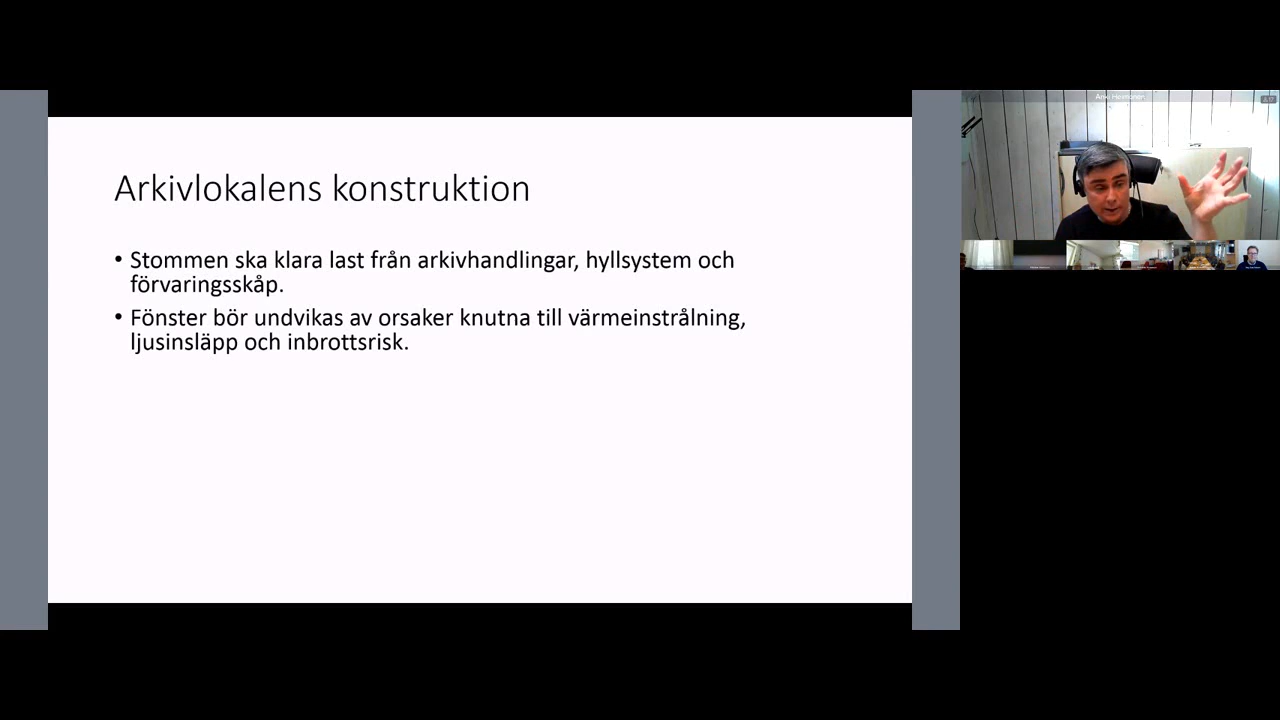 Arkivlokalens konstruktion
• Stommen ska klara last från arkivhandlingar, hyllsystem och
förvaringsskåp.
• Fönster bör undvikas av orsaker knutna till värmeinstrålning,
ljusinsläpp och inbrottsrisk.